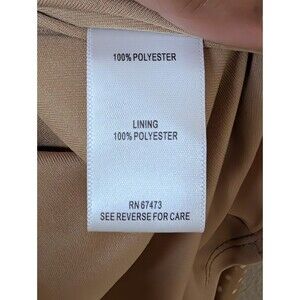 100% POLYESTER
LINING
100% POLYESTER
RN 67473
SEE REVERSE FOR CARE